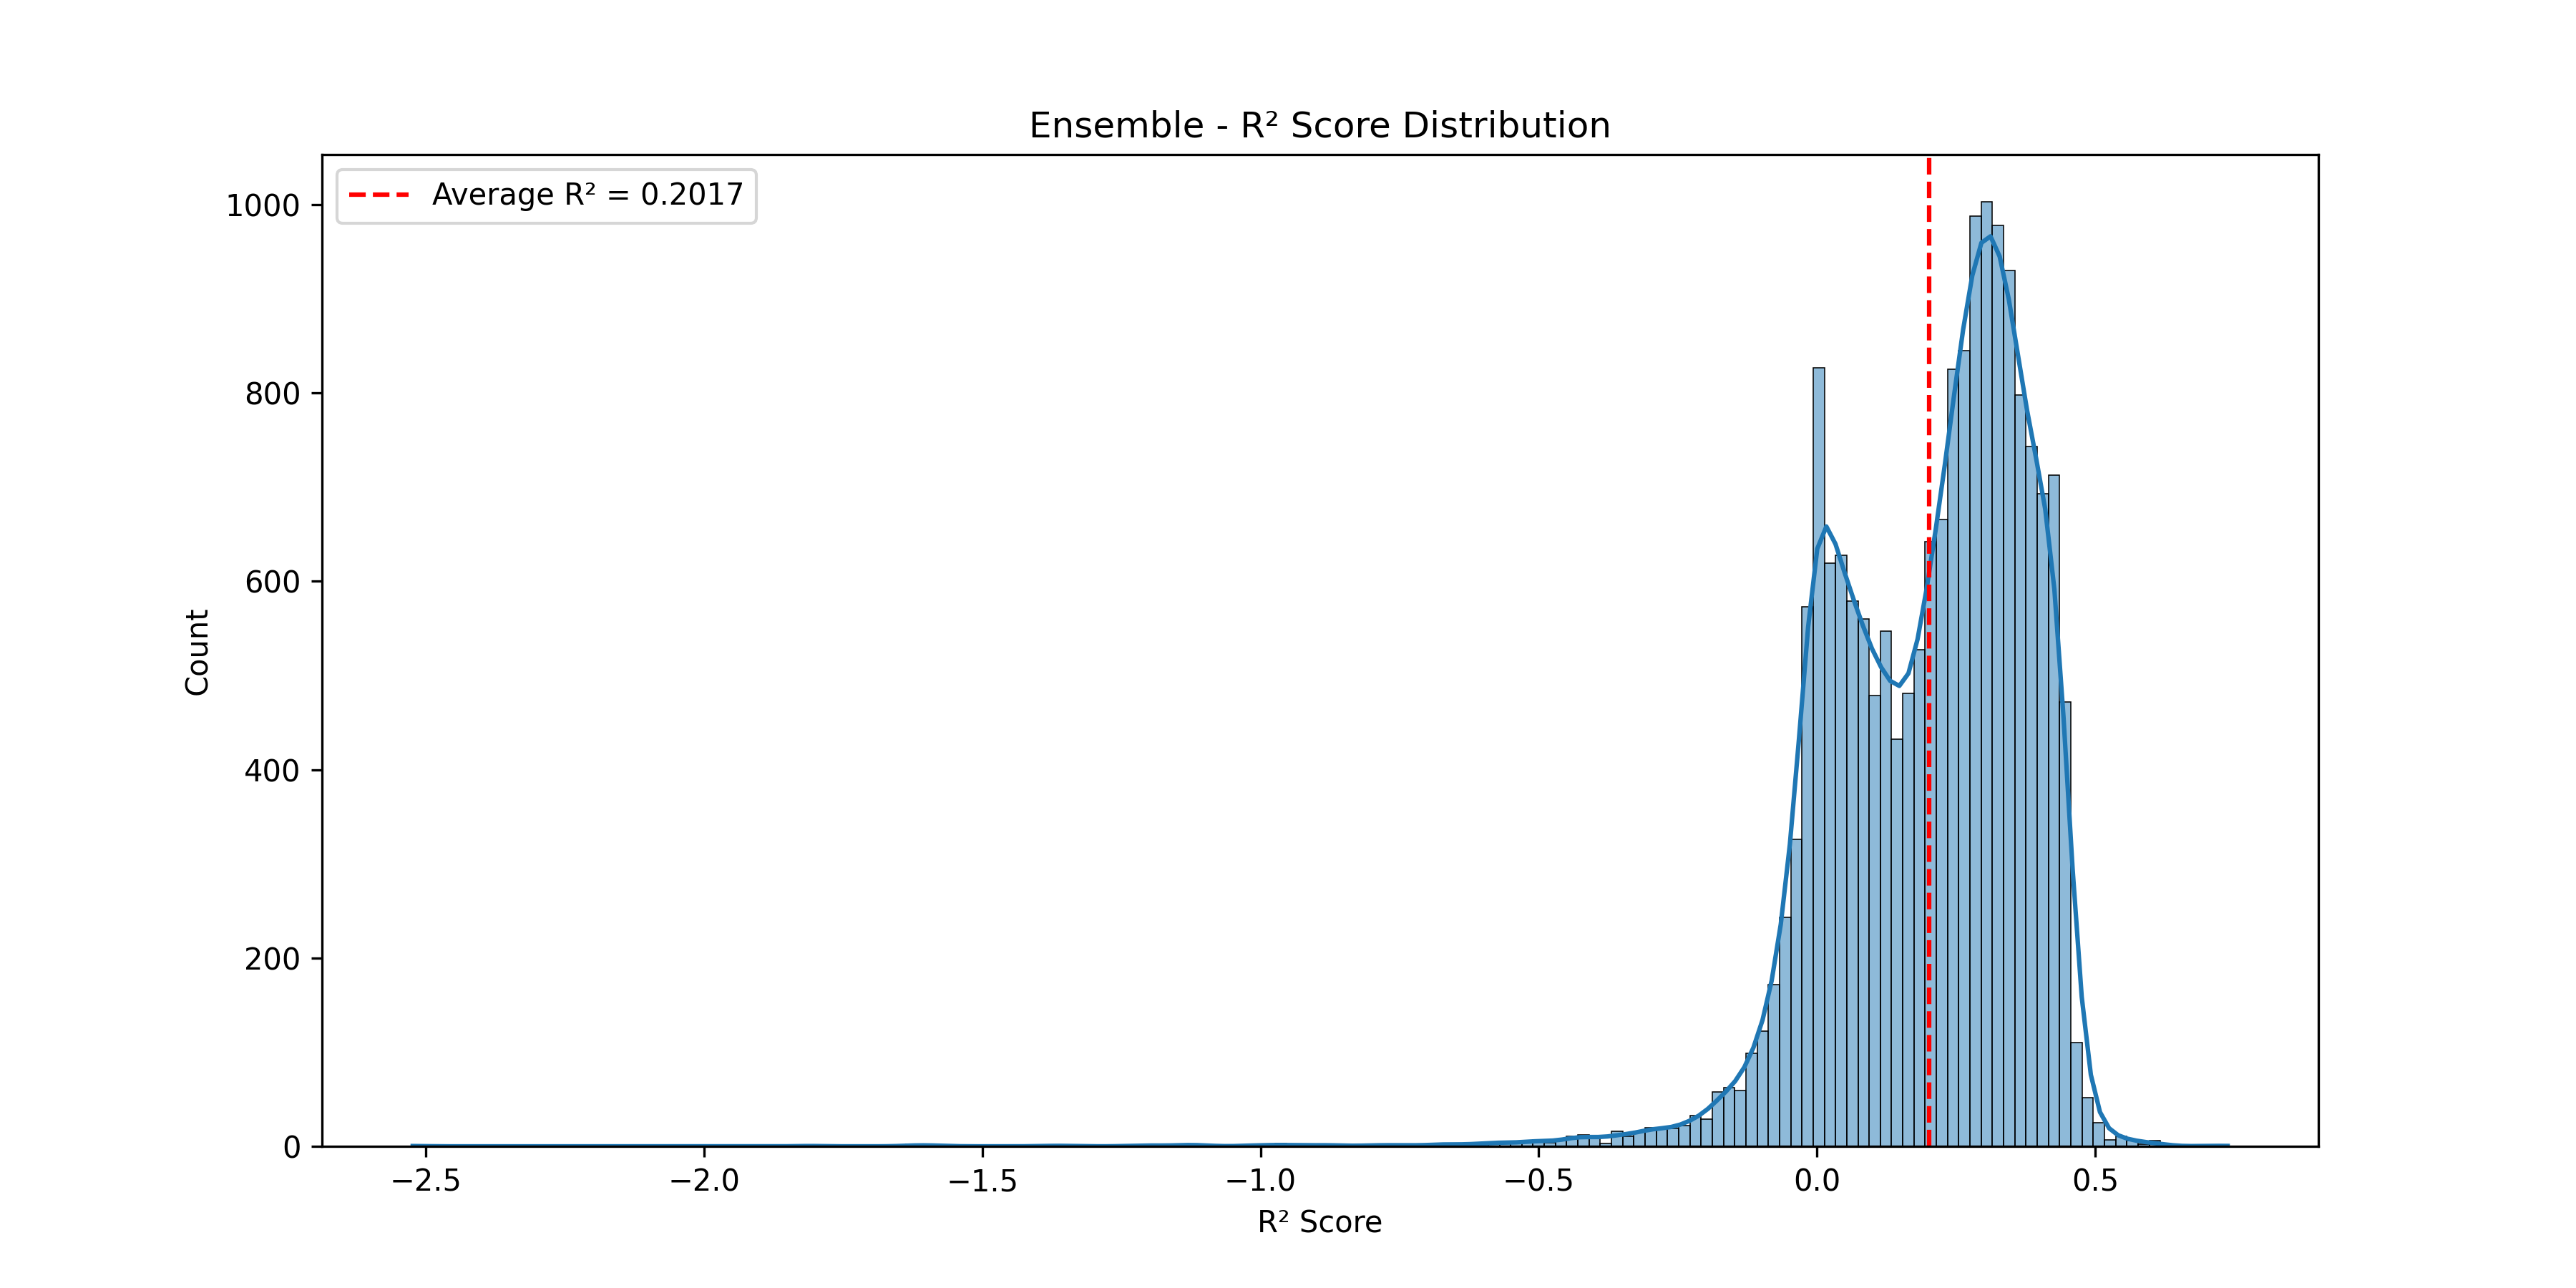 Ensemble - R² Score Distribution
Average R² = 0.2017
1000
800
600
400
200
0
Count
−2.5 −2.0 −1.5 −1.0 −0.5 0.0 0.5
R² Score